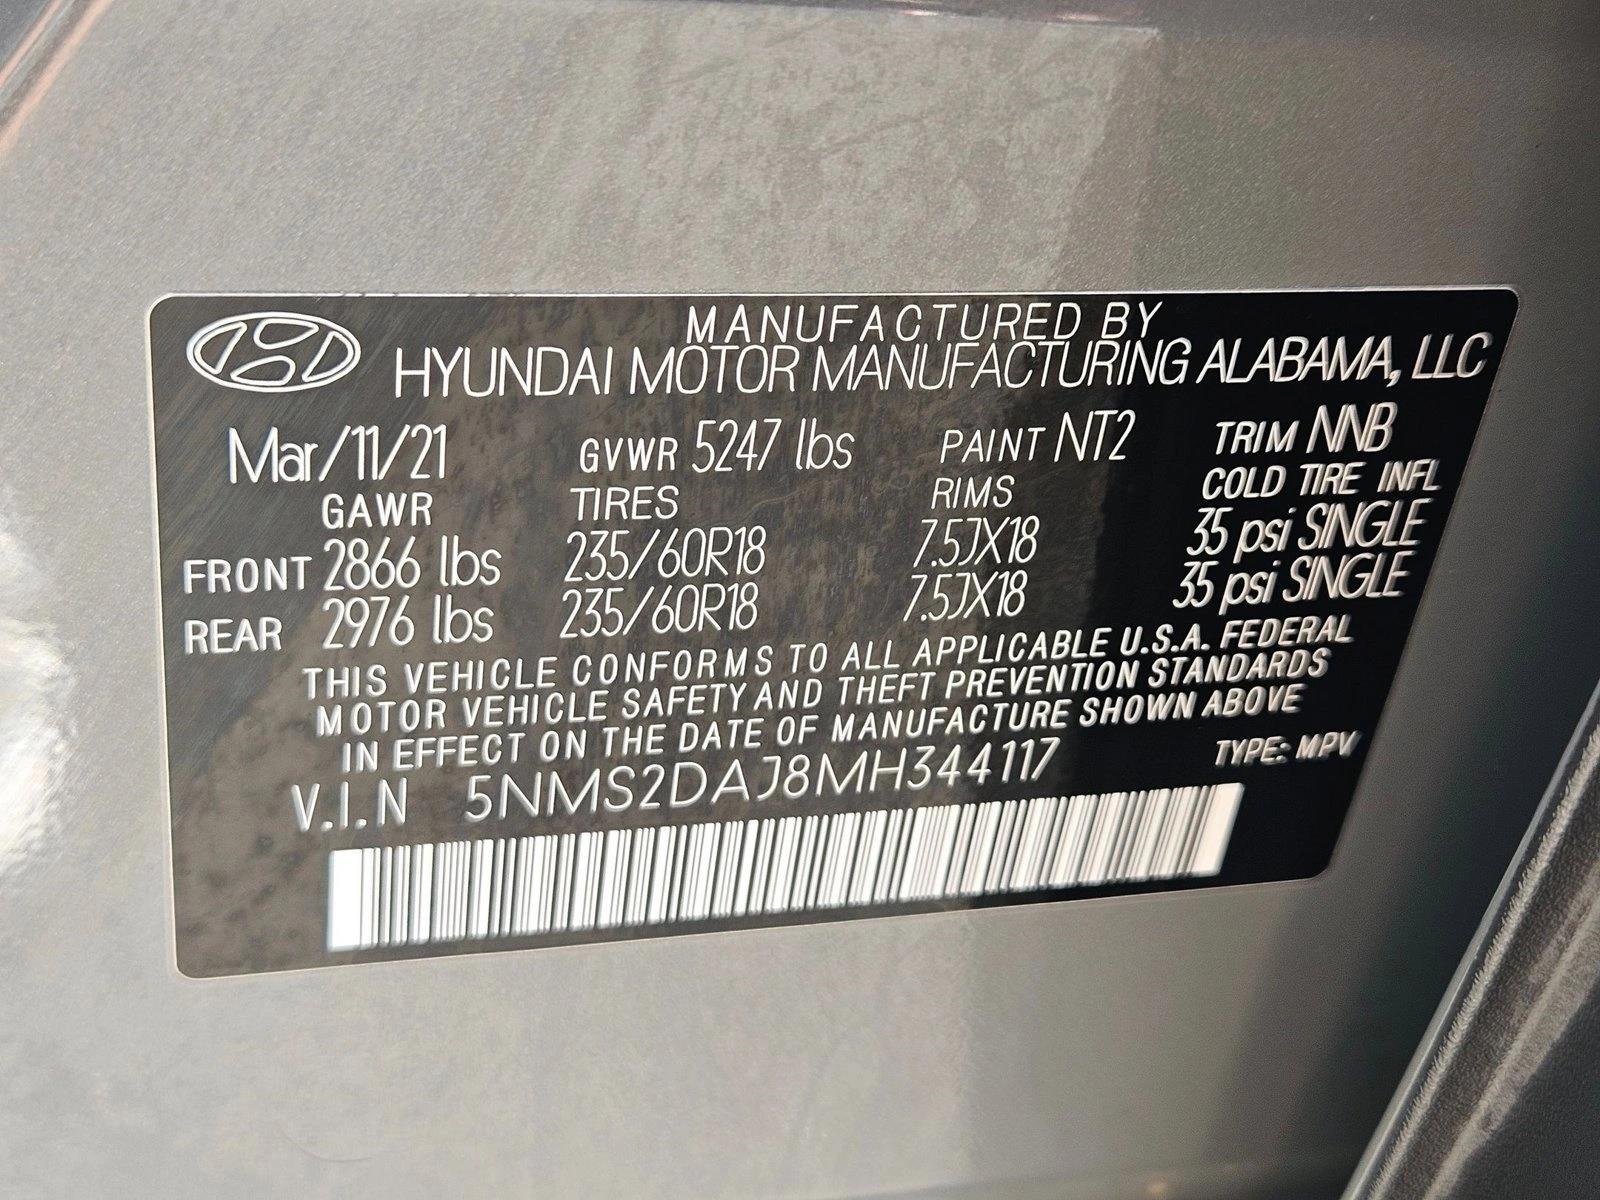 MANUFACTURED BY
HYUNDAI MOTOR MANUFACTURING ALABAMA, LLC
Mar/11/21 GVWR 5247 lbs PAINT NT2 TRIM NNB
GAWR TIRES RIMS COLD TIRE INFL
FRONT 2866 lbs 235/60R18 7.5JX18 35 psi SINGLE
REAR 2976 lbs 235/60R18 7.5JX18 35 psi SINGLE
THIS VEHICLE CONFORMS TO ALL APPLICABLE U.S.A. FEDERAL
MOTOR VEHICLE SAFETY AND THEFT PREVENTION STANDARDS
IN EFFECT ON THE DATE OF MANUFACTURE SHOWN ABOVE
V.I.N 5NMS2DAJ8MH344117 TYPE: MPV